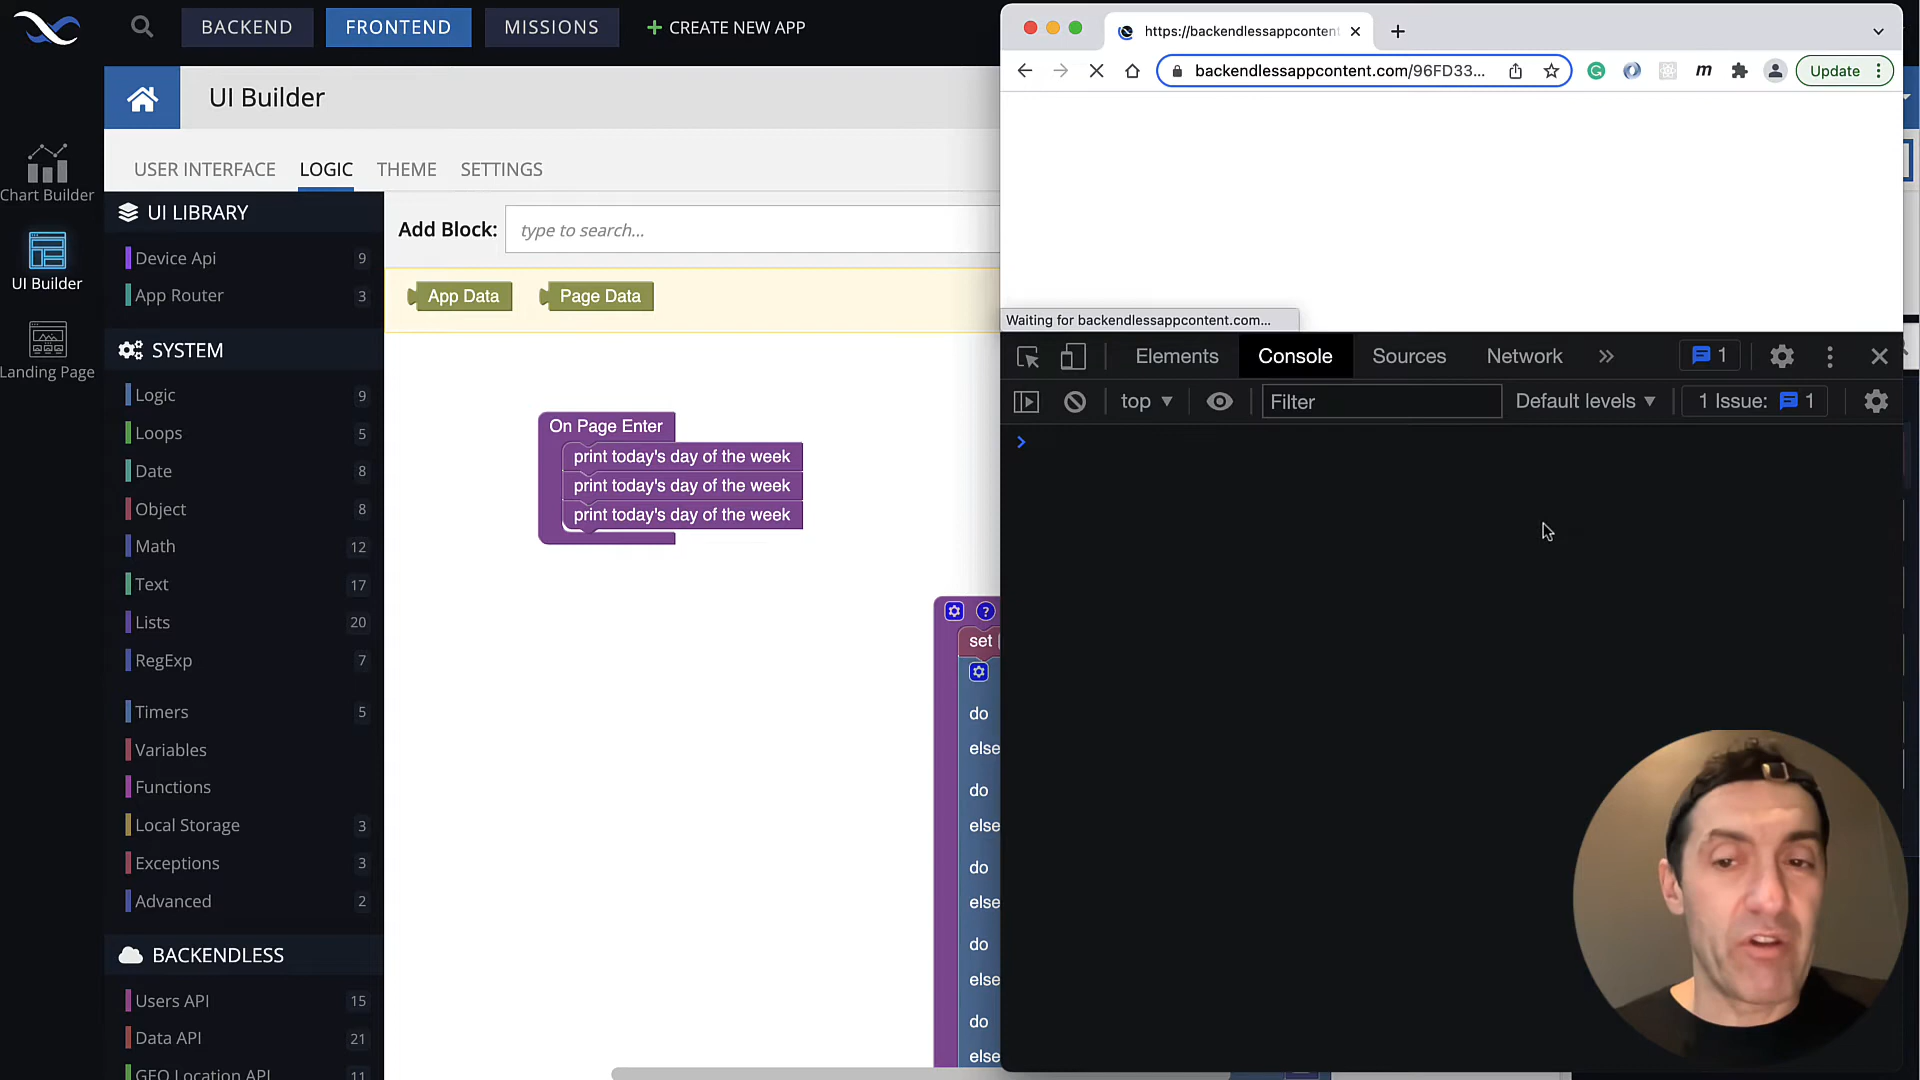 BACKEND
FRONTEND
MISSIONS
+ CREATE NEW APP
UI Builder
USER INTERFACE
LOGIC
THEME
SETTINGS
Chart Builder
UI Builder
Landing Page
UI LIBRARY
Device Api 9
App Router 3
SYSTEM
Logic 9
Loops 5
Date 8
Object 8
Math 12
Text 17
Lists 20
RegExp 7
Timers 5
Variables
Functions
Local Storage 3
Exceptions 3
Advanced 2
BACKENDLESS
Users API 15
Data API 21
GEO Location API 11
Add Block: type to search...
App Data
Page Data
On Page Enter
print today's day of the week
print today's day of the week
print today's day of the week
?
set
do
else
do
else
do
else
do
else
do
else
https://backendlessappcontent
backendlessappcontent.com/96FD33...
m
Update
Waiting for backendlessappcontent.com...
Elements
Console
Sources
Network
»
1
top
Filter
Default levels
1 Issue: 1